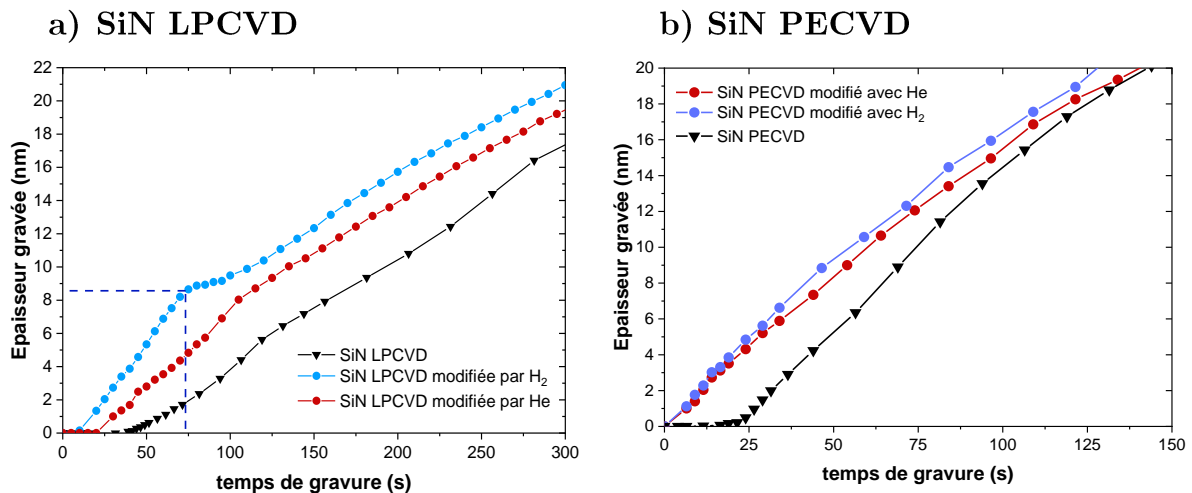 a) SiN LPCVD
Epaisseur gravée (nm)
22
20
18
16
14
12
10
8
6
4
2
0
SiN LPCVD
SiN LPCVD modifiée par H2
SiN LPCVD modifiée par He
0 50 100 150 200 250 300
temps de gravure (s)
b) SiN PECVD
Epaisseur gravée (nm)
20
18
16
14
12
10
8
6
4
2
0
SiN PECVD modifié avec He
SiN PECVD modifié avec H2
SiN PECVD
0 25 50 75 100 125 150
temps de gravure (s)